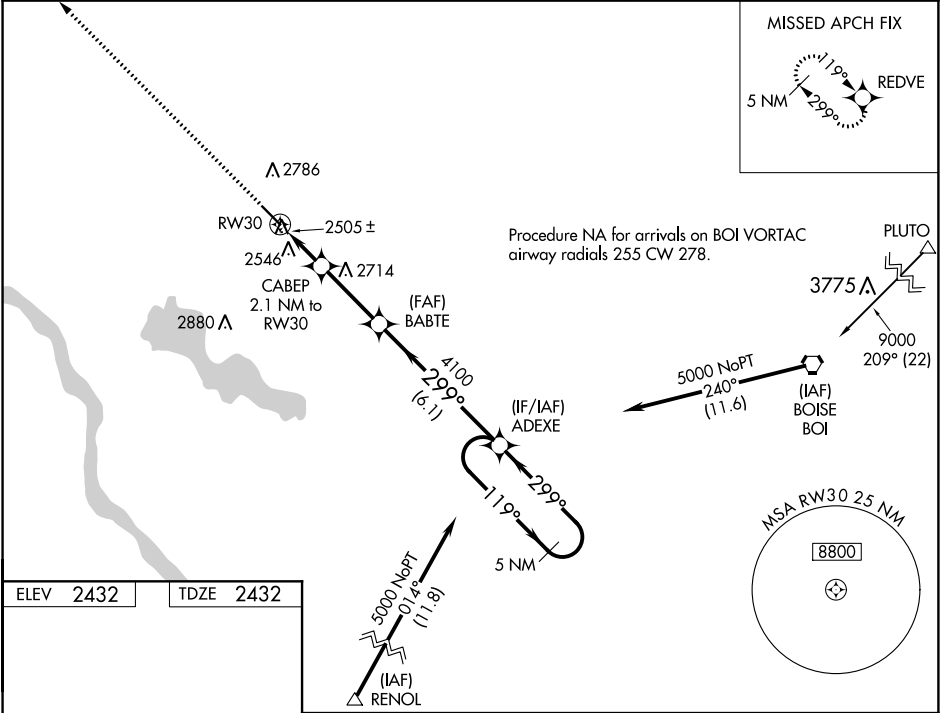 MISSED APCH FIX
119°
REDVE
5 NM
299°
2786
RW30
2505 ±
2546
2714
CABEP
2.1 NM to
RW30
(FAF)
BABTE
2880
Procedure NA for arrivals on BOI VORTAC
airway radials 255 CW 278.
PLUTO
3775
9000
209° (22)
4100
299°
(6.1)
5000 NoPT
240°
(11.6)
(IAF)
BOISE
BOI
(IF/IAF)
ADEXE
299°
119°
5 NM
MSA RW30 25 NM
8800
5000 NoPT
014°
(11.8)
(IAF)
RENOL
ELEV 2432
TDZE 2432